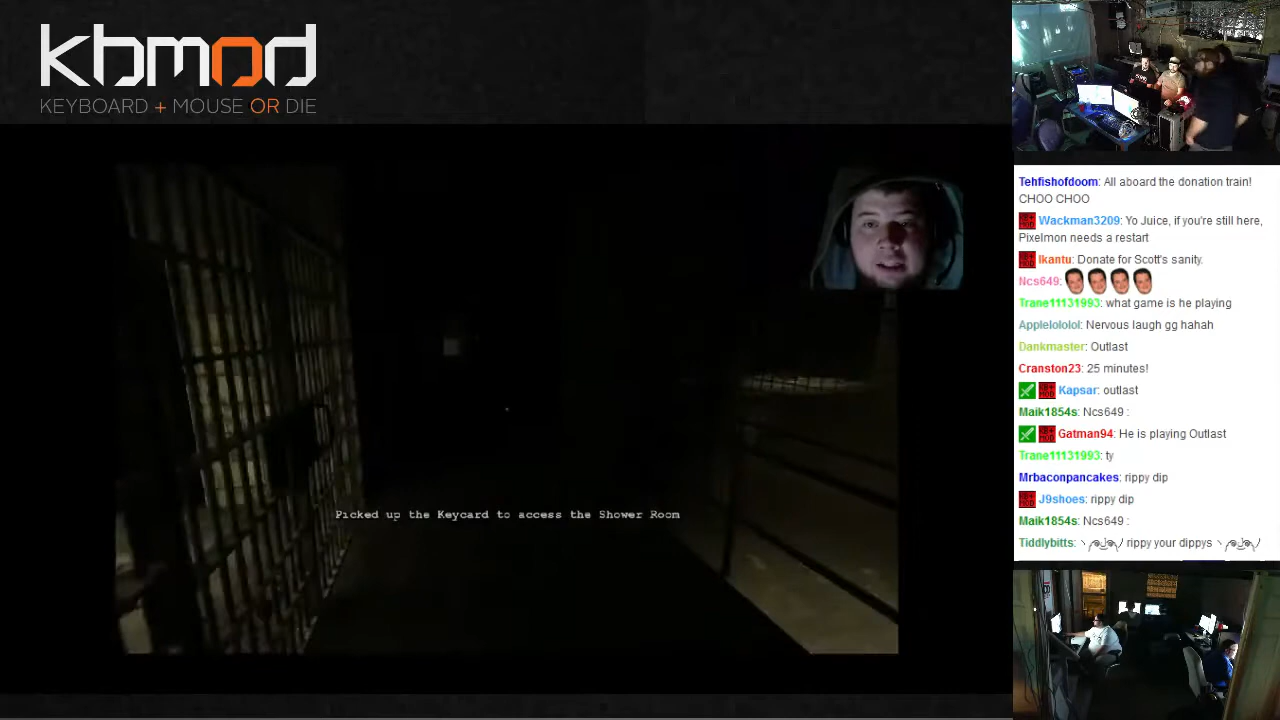 kbmod
KEYBOARD + MOUSE OR DIE
Picked up the Keycard to access the Shower Room
Tehfishofdoom: All aboard the donation train!
CHOO CHOO
Wackman3209: Yo Juice, if you're still here,
Pixelmon needs a restart
Ikantu: Donate for Scott's sanity.
Ncs649:
Trane11131993: what game is he playing
Applelololol: Nervous laugh gg hahah
Dankmaster: Outlast
Cranston23: 25 minutes!
Kapsar: outlast
Maik1854s: Ncs649 :
Gatman94: He is playing Outlast
Trane11131993: ty
Mrbaconpancakes: rippy dip
J9shoes: rippy dip
Maik1854s: Ncs649 :
Tiddlybitts: rippy your dippys